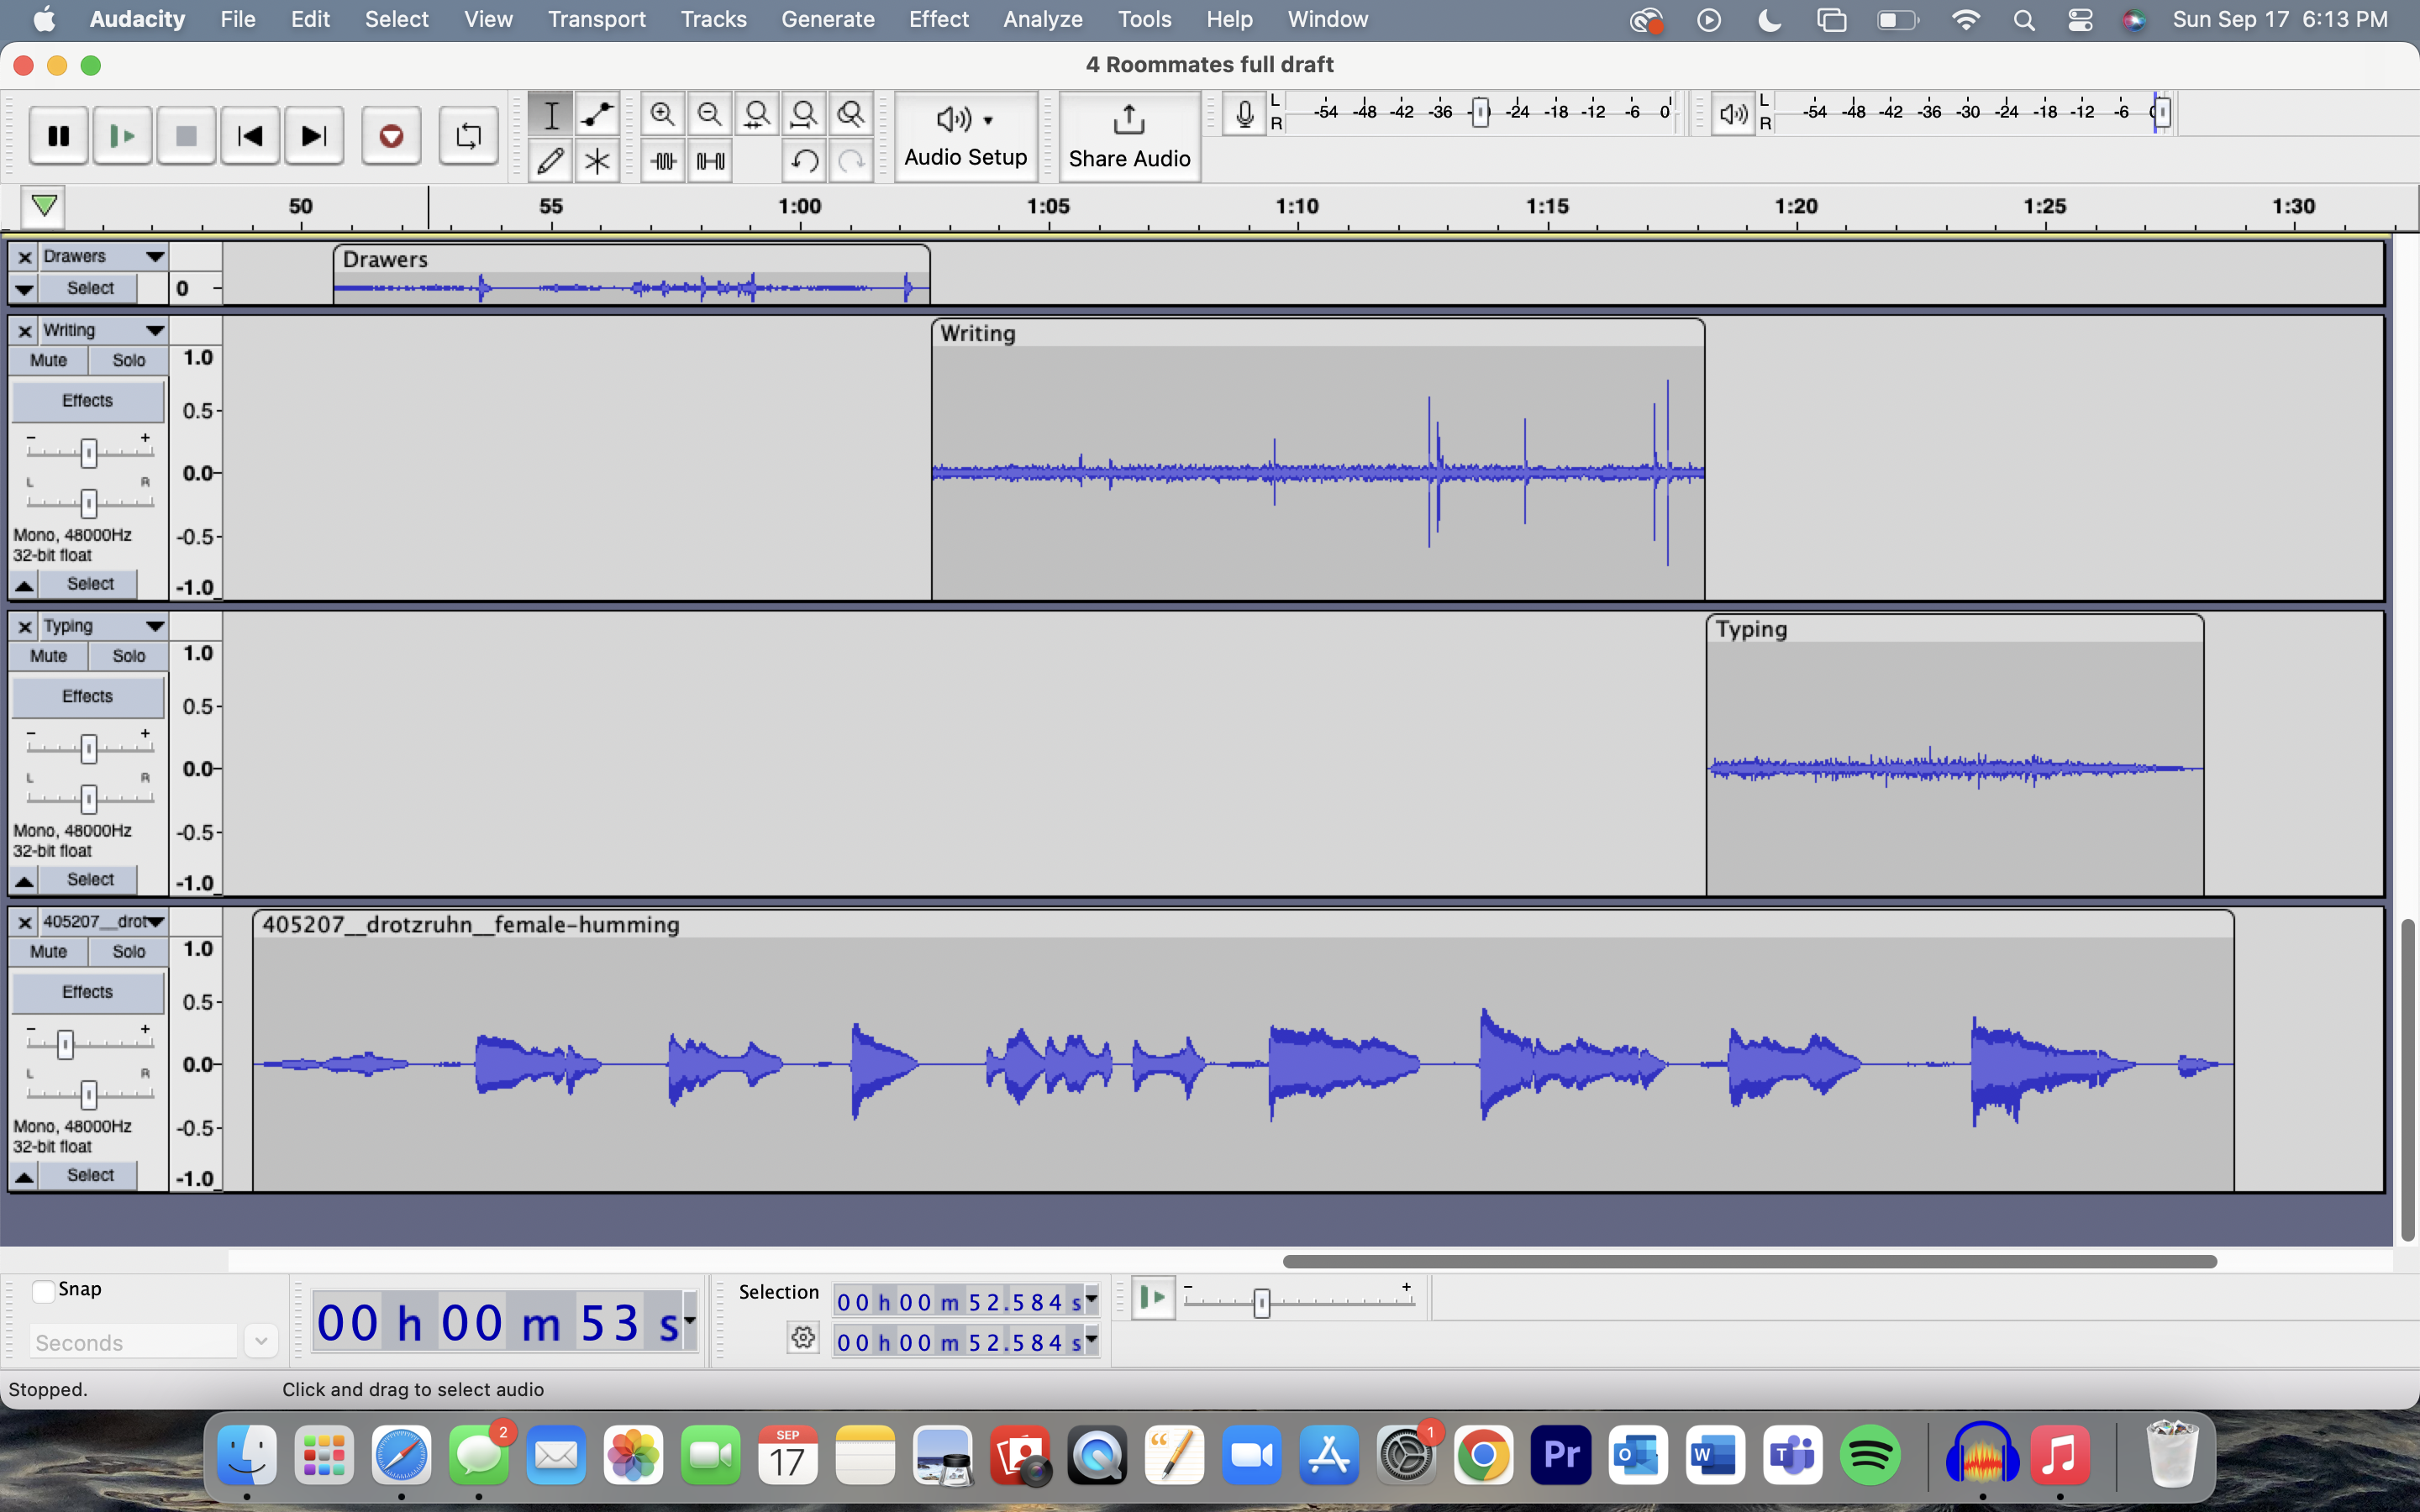 Audacity File Edit Select View Transport Tracks Generate Effect Analyze Tools Help Window Sun Sep 17 6:13 PM
4 Roommates full draft
Audio Setup
Share Audio
L R -54 -48 -42 -36 -24 -18 -12 -6 0
L R -54 -48 -42 -36 -30 -24 -18 -12 -6
50 55 1:00 1:05 1:10 1:15 1:20 1:25 1:30
Drawers
Select
0
Drawers
Writing
Mute Solo
Effects
- +
L R
Mono, 48000Hz
32-bit float
Select
1.0
0.5
0.0
-0.5
-1.0
Writing
Typing
Mute Solo
Effects
- +
L R
Mono, 48000Hz
32-bit float
Select
1.0
0.5
0.0
-0.5
-1.0
Typing
405207__drot
Mute Solo
Effects
- +
L R
Mono, 48000Hz
32-bit float
Select
1.0
0.5
0.0
-0.5
-1.0
405207__drotzruhn__female-humming
Snap
Seconds
00 h 00 m 53 s
Selection
00 h 00 m 52.584 s
00 h 00 m 52.584 s
- +
Stopped.
Click and drag to select audio
2
SEP
17
1
Pr
O
W
T